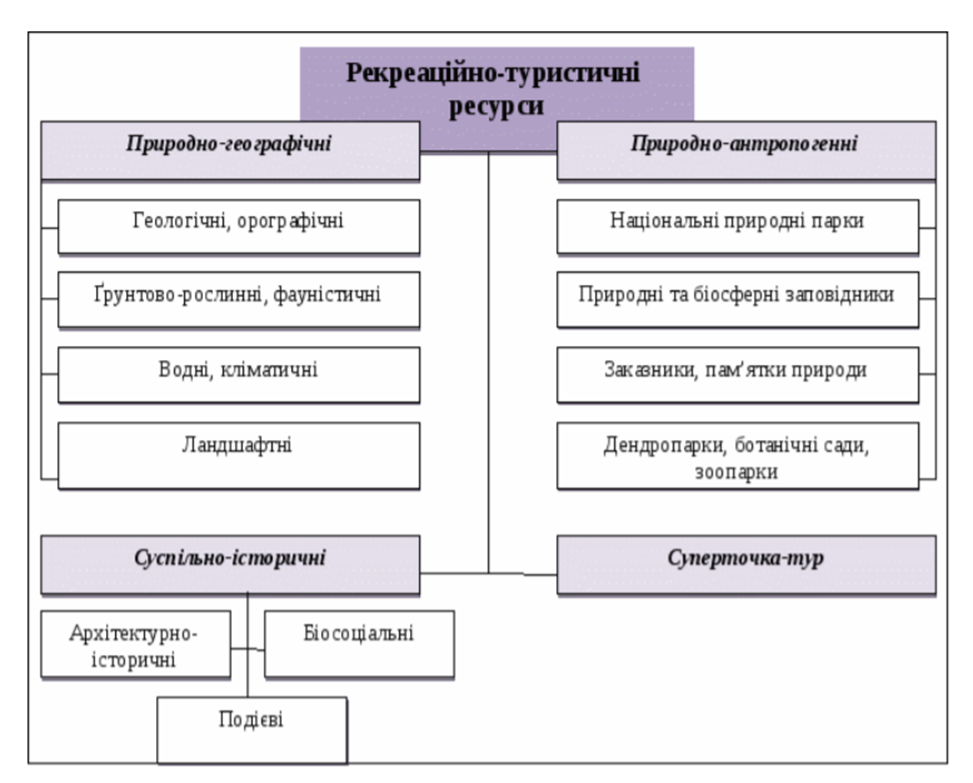 Рекреаційно-туристичні
ресурси
Природно-географічні
Геологічні, орографічні
Ґрунтово-рослинні, фауністичні
Водні, кліматичні
Ландшафтні
Природно-антропогенні
Національні природні парки
Природні та біосферні заповідники
Заказники, пам’ятки природи
Дендропарки, ботанічні сади,
зоопарки
Суспільно-історичні
Архітектурно-
історичні
Біосоціальні
Подієві
Суперточка-тур